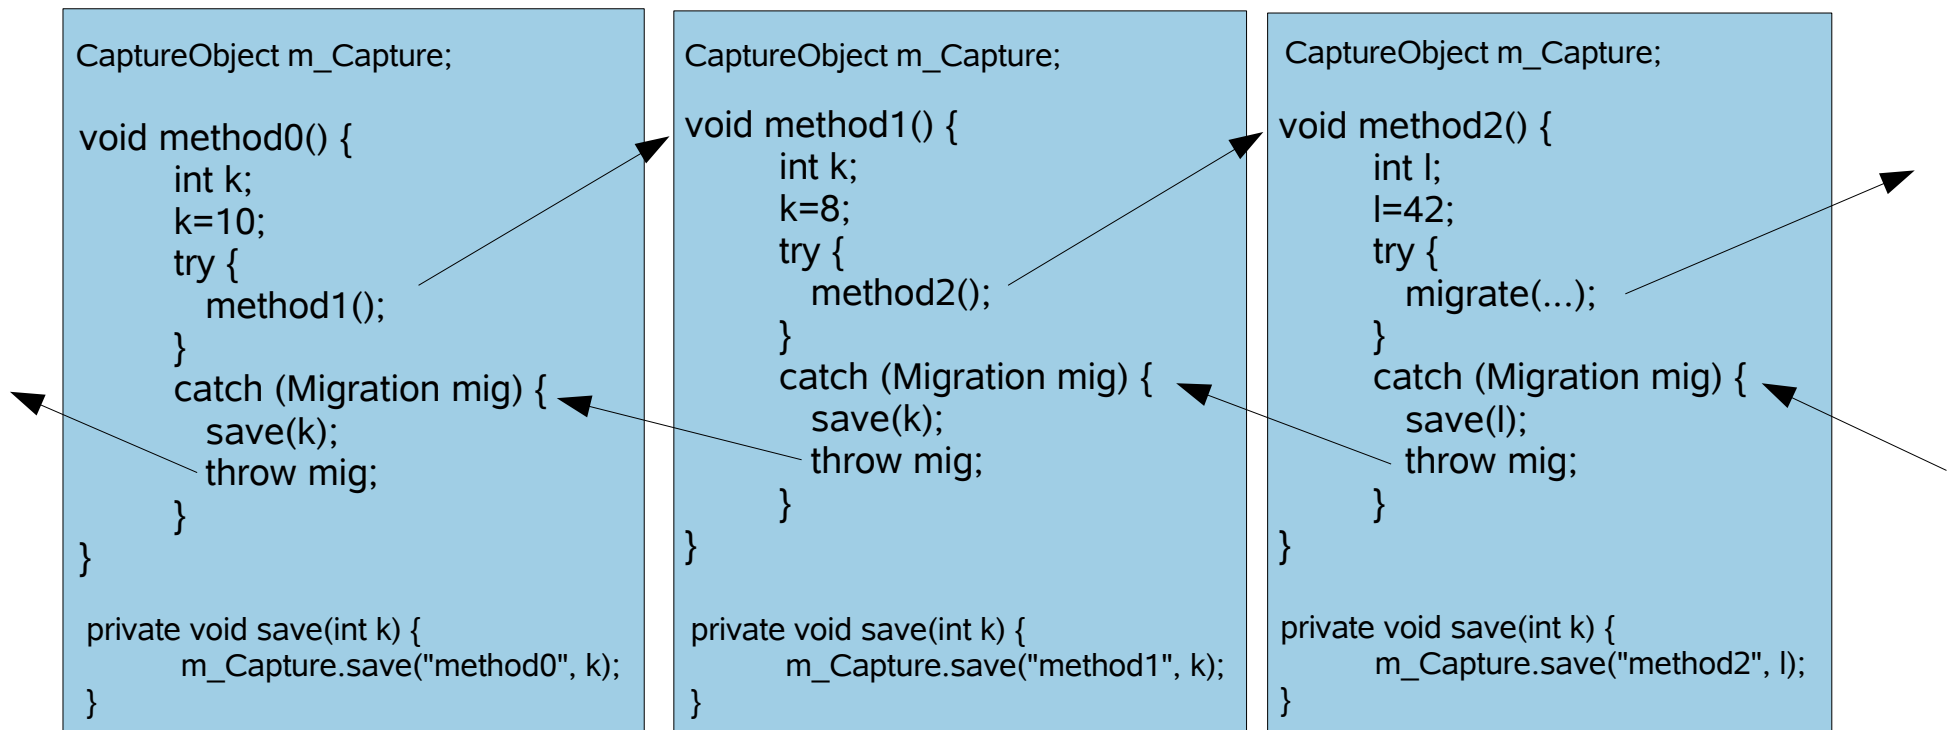 CaptureObject m_Capture;
void method0() {
int k;
k=10;
try {
method1();
}
catch (Migration mig) {
save(k);
throw mig;
}
}
private void save(int k) {
m_Capture.save("method0", k);
}
CaptureObject m_Capture;
void method1() {
int k;
k=8;
try {
method2();
}
catch (Migration mig) {
save(k);
throw mig;
}
}
private void save(int k) {
m_Capture.save("method1", k);
}
CaptureObject m_Capture;
void method2() {
int l;
l=42;
try {
migrate(...);
}
catch (Migration mig) {
save(l);
throw mig;
}
}
private void save(int k) {
m_Capture.save("method2", l);
}